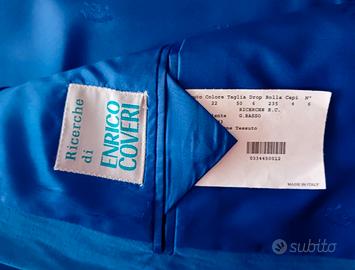 Ricerche
di
ENRICO
COVERI
Colore Taglia Drop Rolla Capi N°
22 50 6 235 6 6
RICERCHE E.C.
G.RASSO
Tessuto
0334450012
MADE IN ITALY
subito